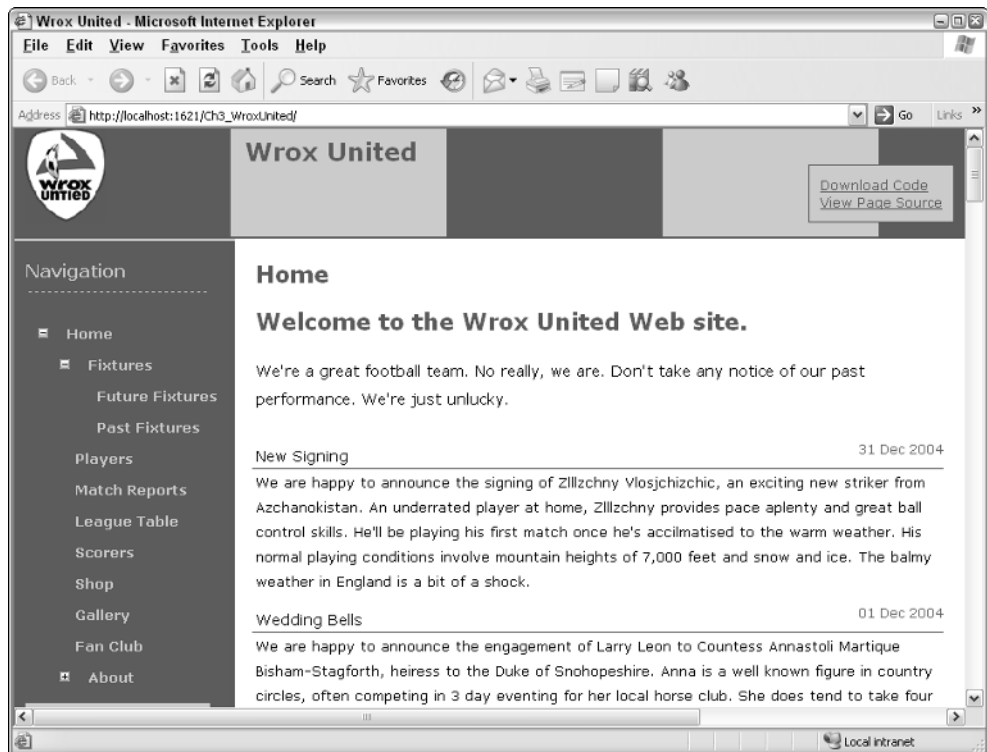 Wrox United - Microsoft Internet Explorer
File Edit View Favorites Tools Help
Back Search Favorites
Address http://localhost:1621/Ch3_WroxUnited/ Go Links »
WROX
UNTIED
Wrox United
Download Code
View Page Source
Navigation
Home
Fixtures
Future Fixtures
Past Fixtures
Players
Match Reports
League Table
Scorers
Shop
Gallery
Fan Club
About
Home
Welcome to the Wrox United Web site.
We're a great football team. No really, we are. Don't take any notice of our past
performance. We're just unlucky.
New Signing 31 Dec 2004
We are happy to announce the signing of Zlllzchny Vlosjchizchic, an exciting new striker from
Azchanokistan. An underrated player at home, Zlllzchny provides pace aplenty and great ball
control skills. He'll be playing his first match once he's accilmatised to the warm weather. His
normal playing conditions involve mountain heights of 7,000 feet and snow and ice. The balmy
weather in England is a bit of a shock.
Wedding Bells 01 Dec 2004
We are happy to announce the engagement of Larry Leon to Countess Annastoli Martique
Bisham-Stagforth, heiress to the Duke of Snohopeshire. Anna is a well known figure in country
circles, often competing in 3 day eventing for her local horse club. She does tend to take four
Local intranet